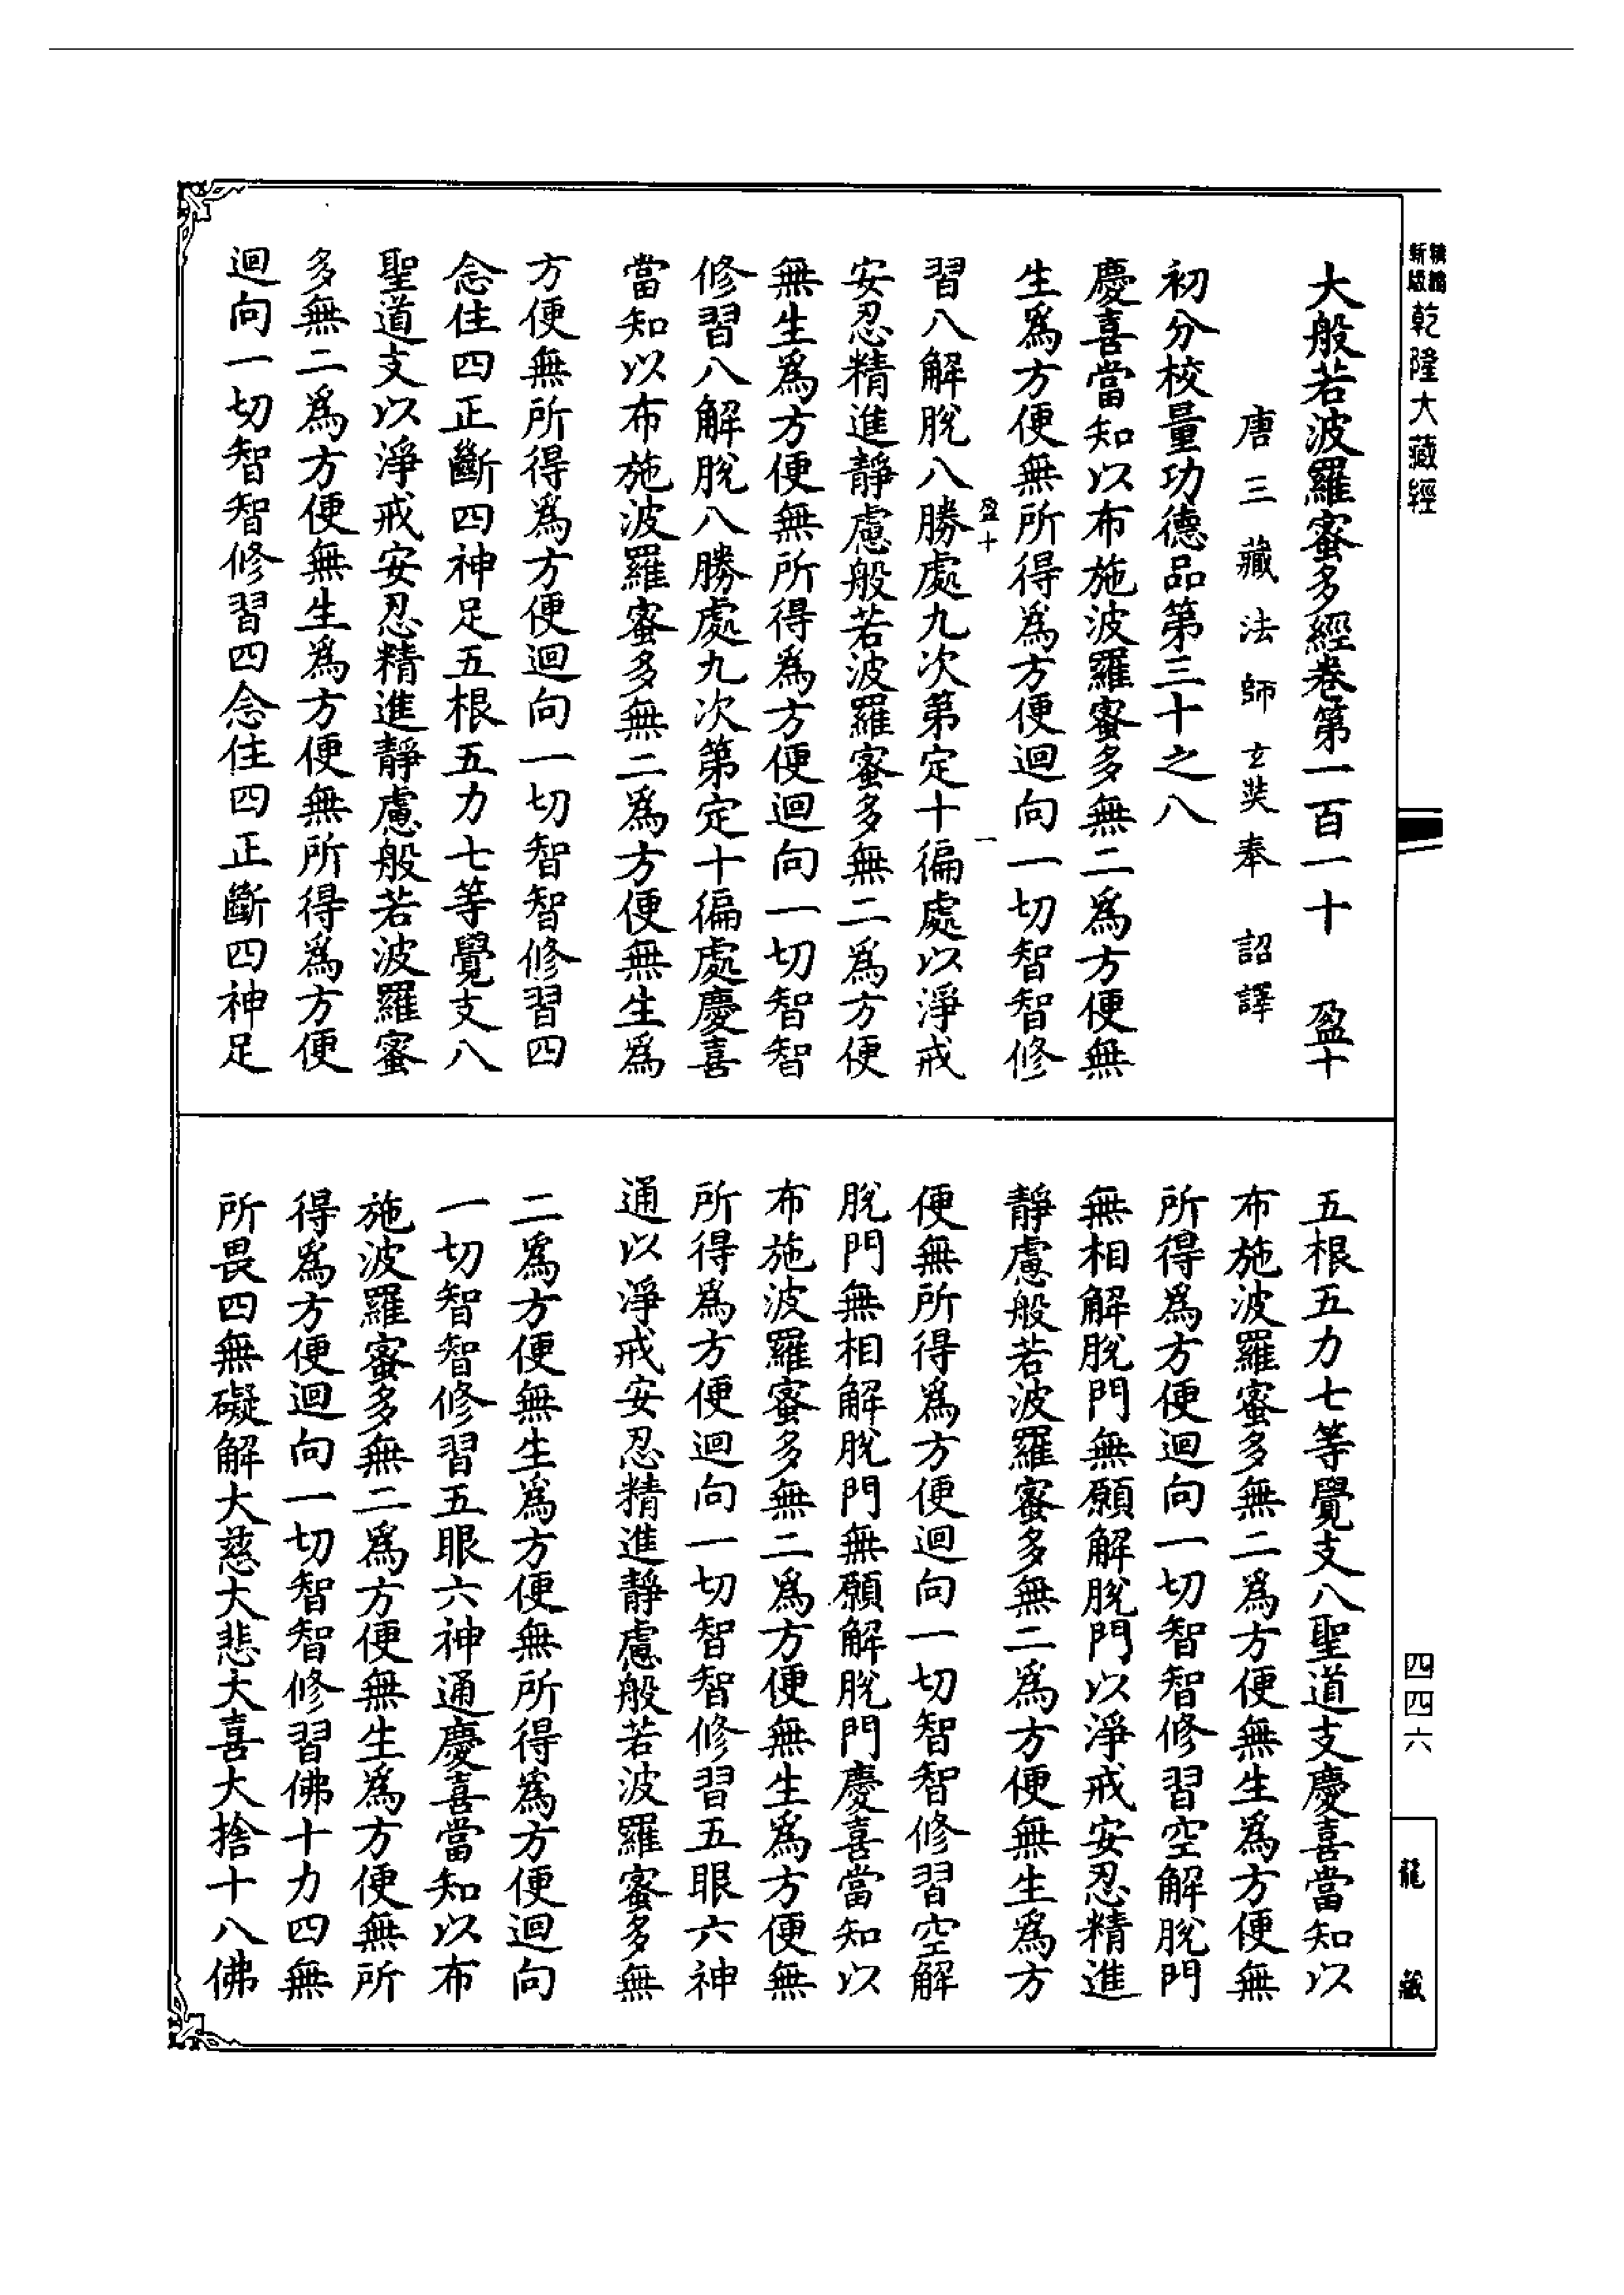 新版精編乾隆大藏經
大般若波羅蜜多經卷第一百一十 盈十
唐三藏法師玄奘奉 詔譯
初分校量功德品第三十之八
慶喜當知以布施波羅蜜多無二爲方便無
生爲方便無所得爲方便迴向一切智智修
盈十 一
習八解脫八勝處九次第定十徧處以淨戒
安忍精進靜慮般若波羅蜜多無二爲方便
無生爲方便無所得爲方便迴向一切智智
修習八解脫八勝處九次第定十徧處慶喜
當知以布施波羅蜜多無二爲方便無生爲
方便無所得爲方便迴向一切智智修習四
念住四正斷四神足五根五力七等覺支八
聖道支以淨戒安忍精進靜慮般若波羅蜜
多無二爲方便無生爲方便無所得爲方便
迴向一切智智修習四念住四正斷四神足
五根五力七等覺支八聖道支慶喜當知以
布施波羅蜜多無二爲方便無生爲方便無
所得爲方便迴向一切智智修習空解脫門
無相解脫門無願解脫門以淨戒安忍精進
靜慮般若波羅蜜多無二爲方便無生爲方
便無所得爲方便迴向一切智智修習空解
脫門無相解脫門無願解脫門慶喜當知以
布施波羅蜜多無二爲方便無生爲方便無
所得爲方便迴向一切智智修習五眼六神
通以淨戒安忍精進靜慮般若波羅蜜多無
二爲方便無生爲方便無所得爲方便迴向
一切智智修習五眼六神通慶喜當知以布
施波羅蜜多無二爲方便無生爲方便無所
得爲方便迴向一切智智修習佛十力四無
所畏四無礙解大慈大悲大喜大捨十八佛
四四六
龍藏